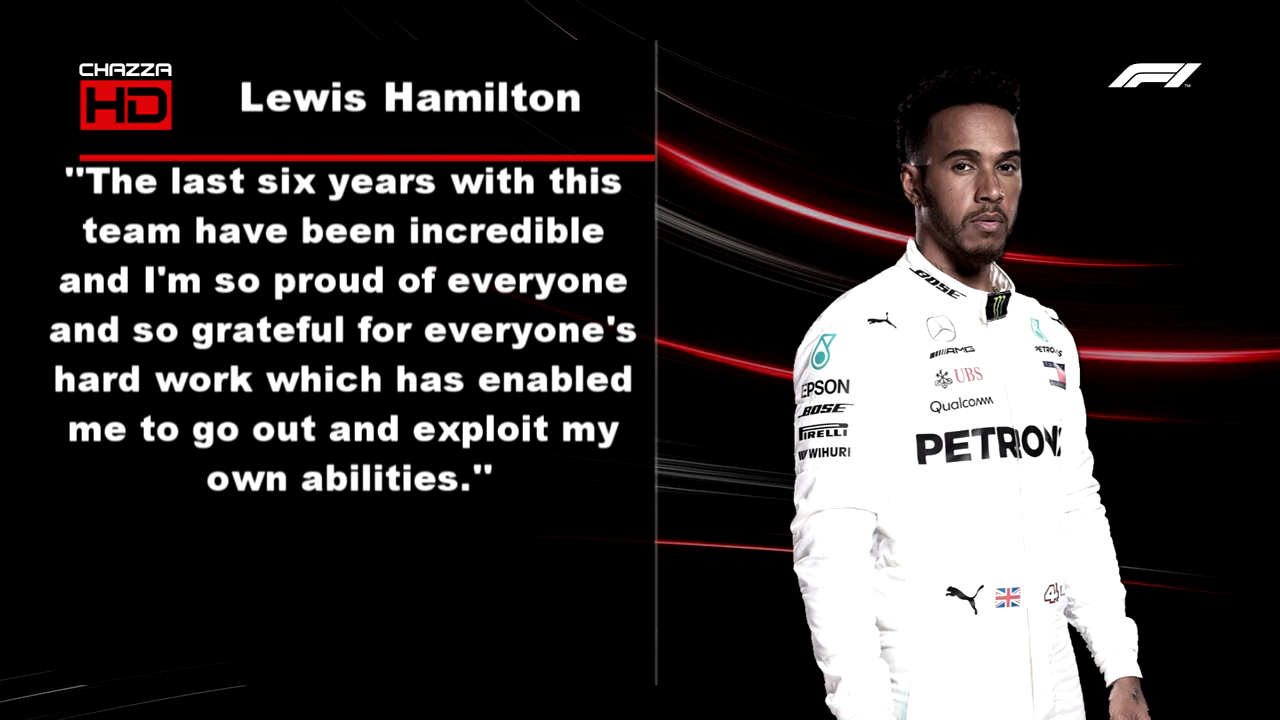 CHAZZA
HD
Lewis Hamilton
F1
"The last six years with this
team have been incredible
and I'm so proud of everyone
and so grateful for everyone's
hard work which has enabled
me to go out and exploit my
own abilities."
BOSE
AMG
PETRONAS
EPSON
UBS
BOSE
Qualcomm
PIRELLI
WIHURI
PETRON
44